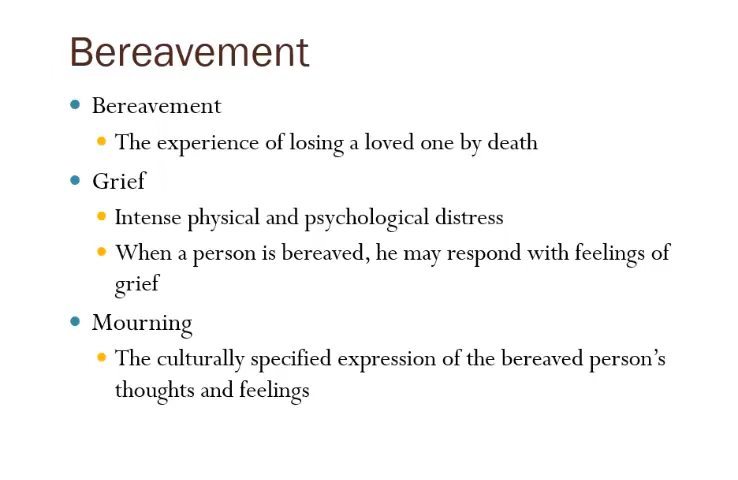 Bereavement
Bereavement
The experience of losing a loved one by death
Grief
Intense physical and psychological distress
When a person is bereaved, he may respond with feelings of
grief
Mourning
The culturally specified expression of the bereaved person’s
thoughts and feelings